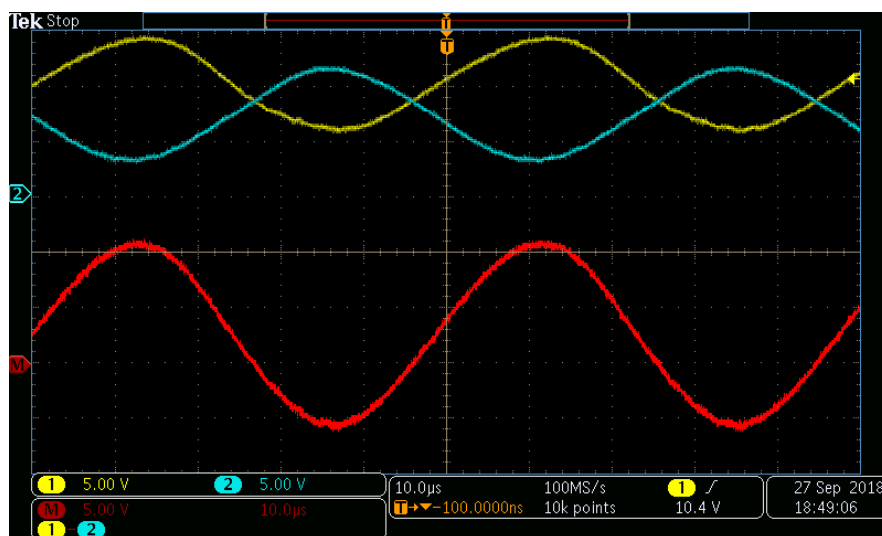 Tek Stop
T
T
2
M
1 5.00 V 2 5.00 V
10.0µs 100MS/s 1 27 Sep 2018
T→▼-100.0000ns 10k points 10.4 V 18:49:06
M 5.00 V 10.0µs
1 - 2